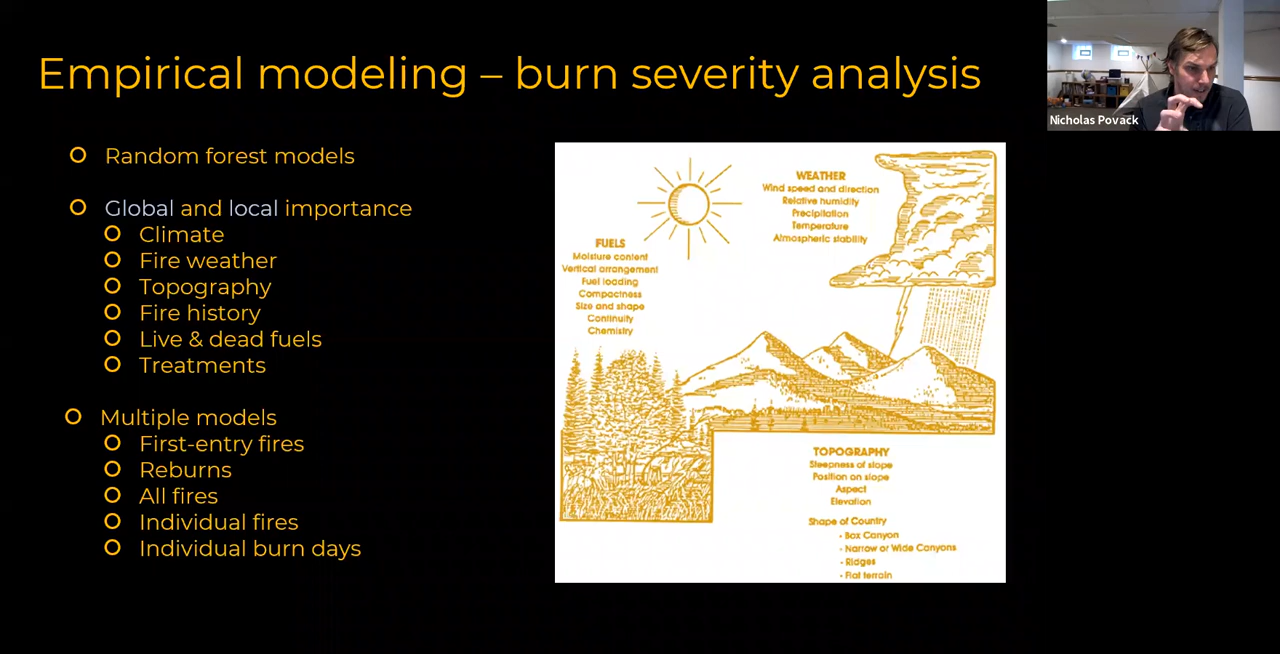 Empirical modeling – burn severity analysis
Nicholas Povack
Random forest models
Global and local importance
Climate
Fire weather
Topography
Fire history
Live & dead fuels
Treatments
Multiple models
First-entry fires
Reburns
All fires
Individual fires
Individual burn days
WEATHER
Wind speed and direction
Relative humidity
Precipitation
Temperature
Atmospheric stability
FUELS
Moisture content
Vertical arrangement
Fuel loading
Compactness
Size and shape
Continuity
Chemistry
TOPOGRAPHY
Steepness of slope
Position on slope
Aspect
Elevation
Shape of Country
- Box Canyon
- Narrow or Wide Canyons
- Ridges
- Flat terrain